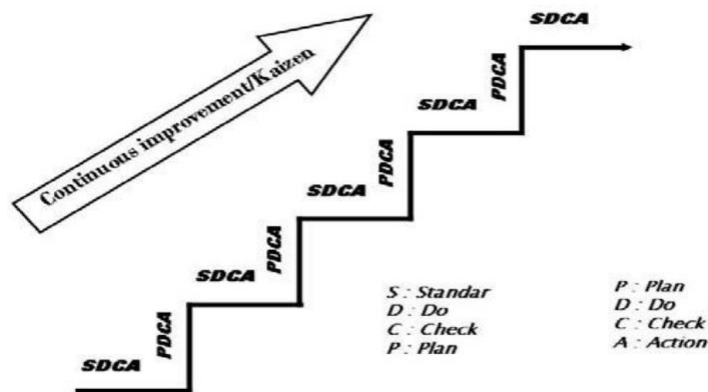 SDCA
PDCA
SDCA
PDCA
SDCA
PDCA
SDCA
PDCA
SDCA
Continuous improvement/Kaizen
S : Standar
D : Do
C : Check
P : Plan
P : Plan
D : Do
C : Check
A : Action